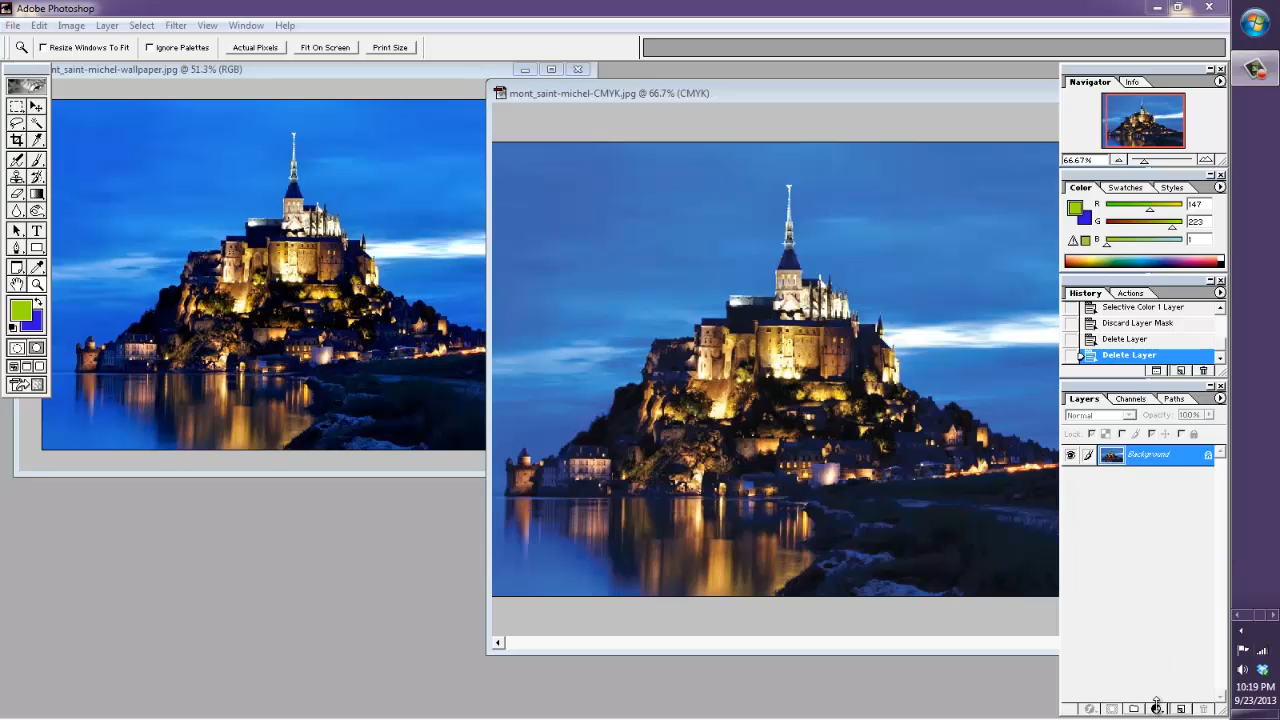 Adobe Photoshop
File Edit Image Layer Select Filter View Window Help
Resize Windows To Fit Ignore Palettes Actual Pixels Fit On Screen Print Size
nt_saint-michel-wallpaper.jpg @ 51.3% (RGB)
mont_saint-michel-CMYK.jpg @ 66.7% (CMYK)
Navigator Info
66.67%
Color Swatches Styles
R 147
G 223
B 1
History Actions
Selective Color 1 Layer
Discard Layer Mask
Delete Layer
Delete Layer
Layers Channels Paths
Normal Opacity: 100%
Lock:
Background
10:19 PM
9/23/2013